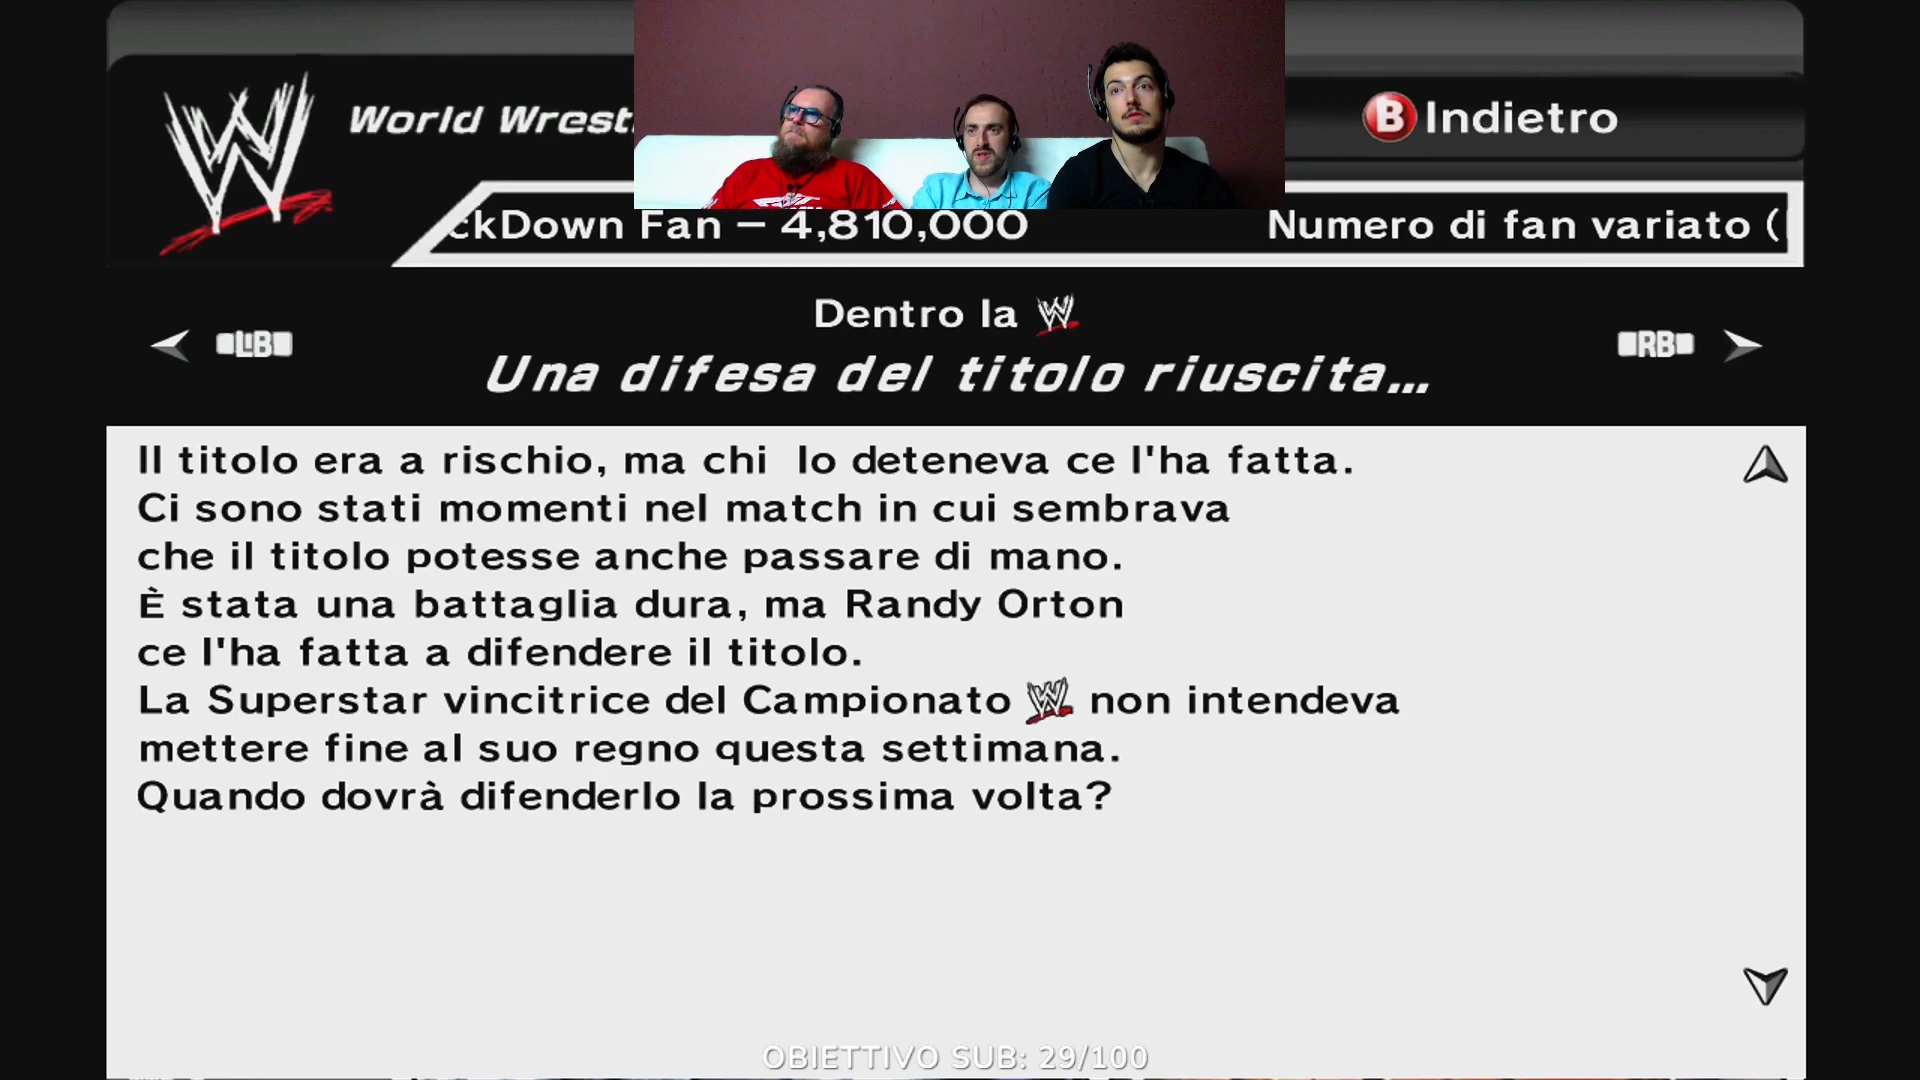 World Wrest
B Indietro
ckDown Fan – 4,810,000 Numero di fan variato (
Dentro la W
LB RB
Una difesa del titolo riuscita...
Il titolo era a rischio, ma chi lo deteneva ce l'ha fatta.
Ci sono stati momenti nel match in cui sembrava
che il titolo potesse anche passare di mano.
È stata una battaglia dura, ma Randy Orton
ce l'ha fatta a difendere il titolo.
La Superstar vincitrice del Campionato W non intendeva
mettere fine al suo regno questa settimana.
Quando dovrà difenderlo la prossima volta?
OBIETTIVO SUB: 29/100